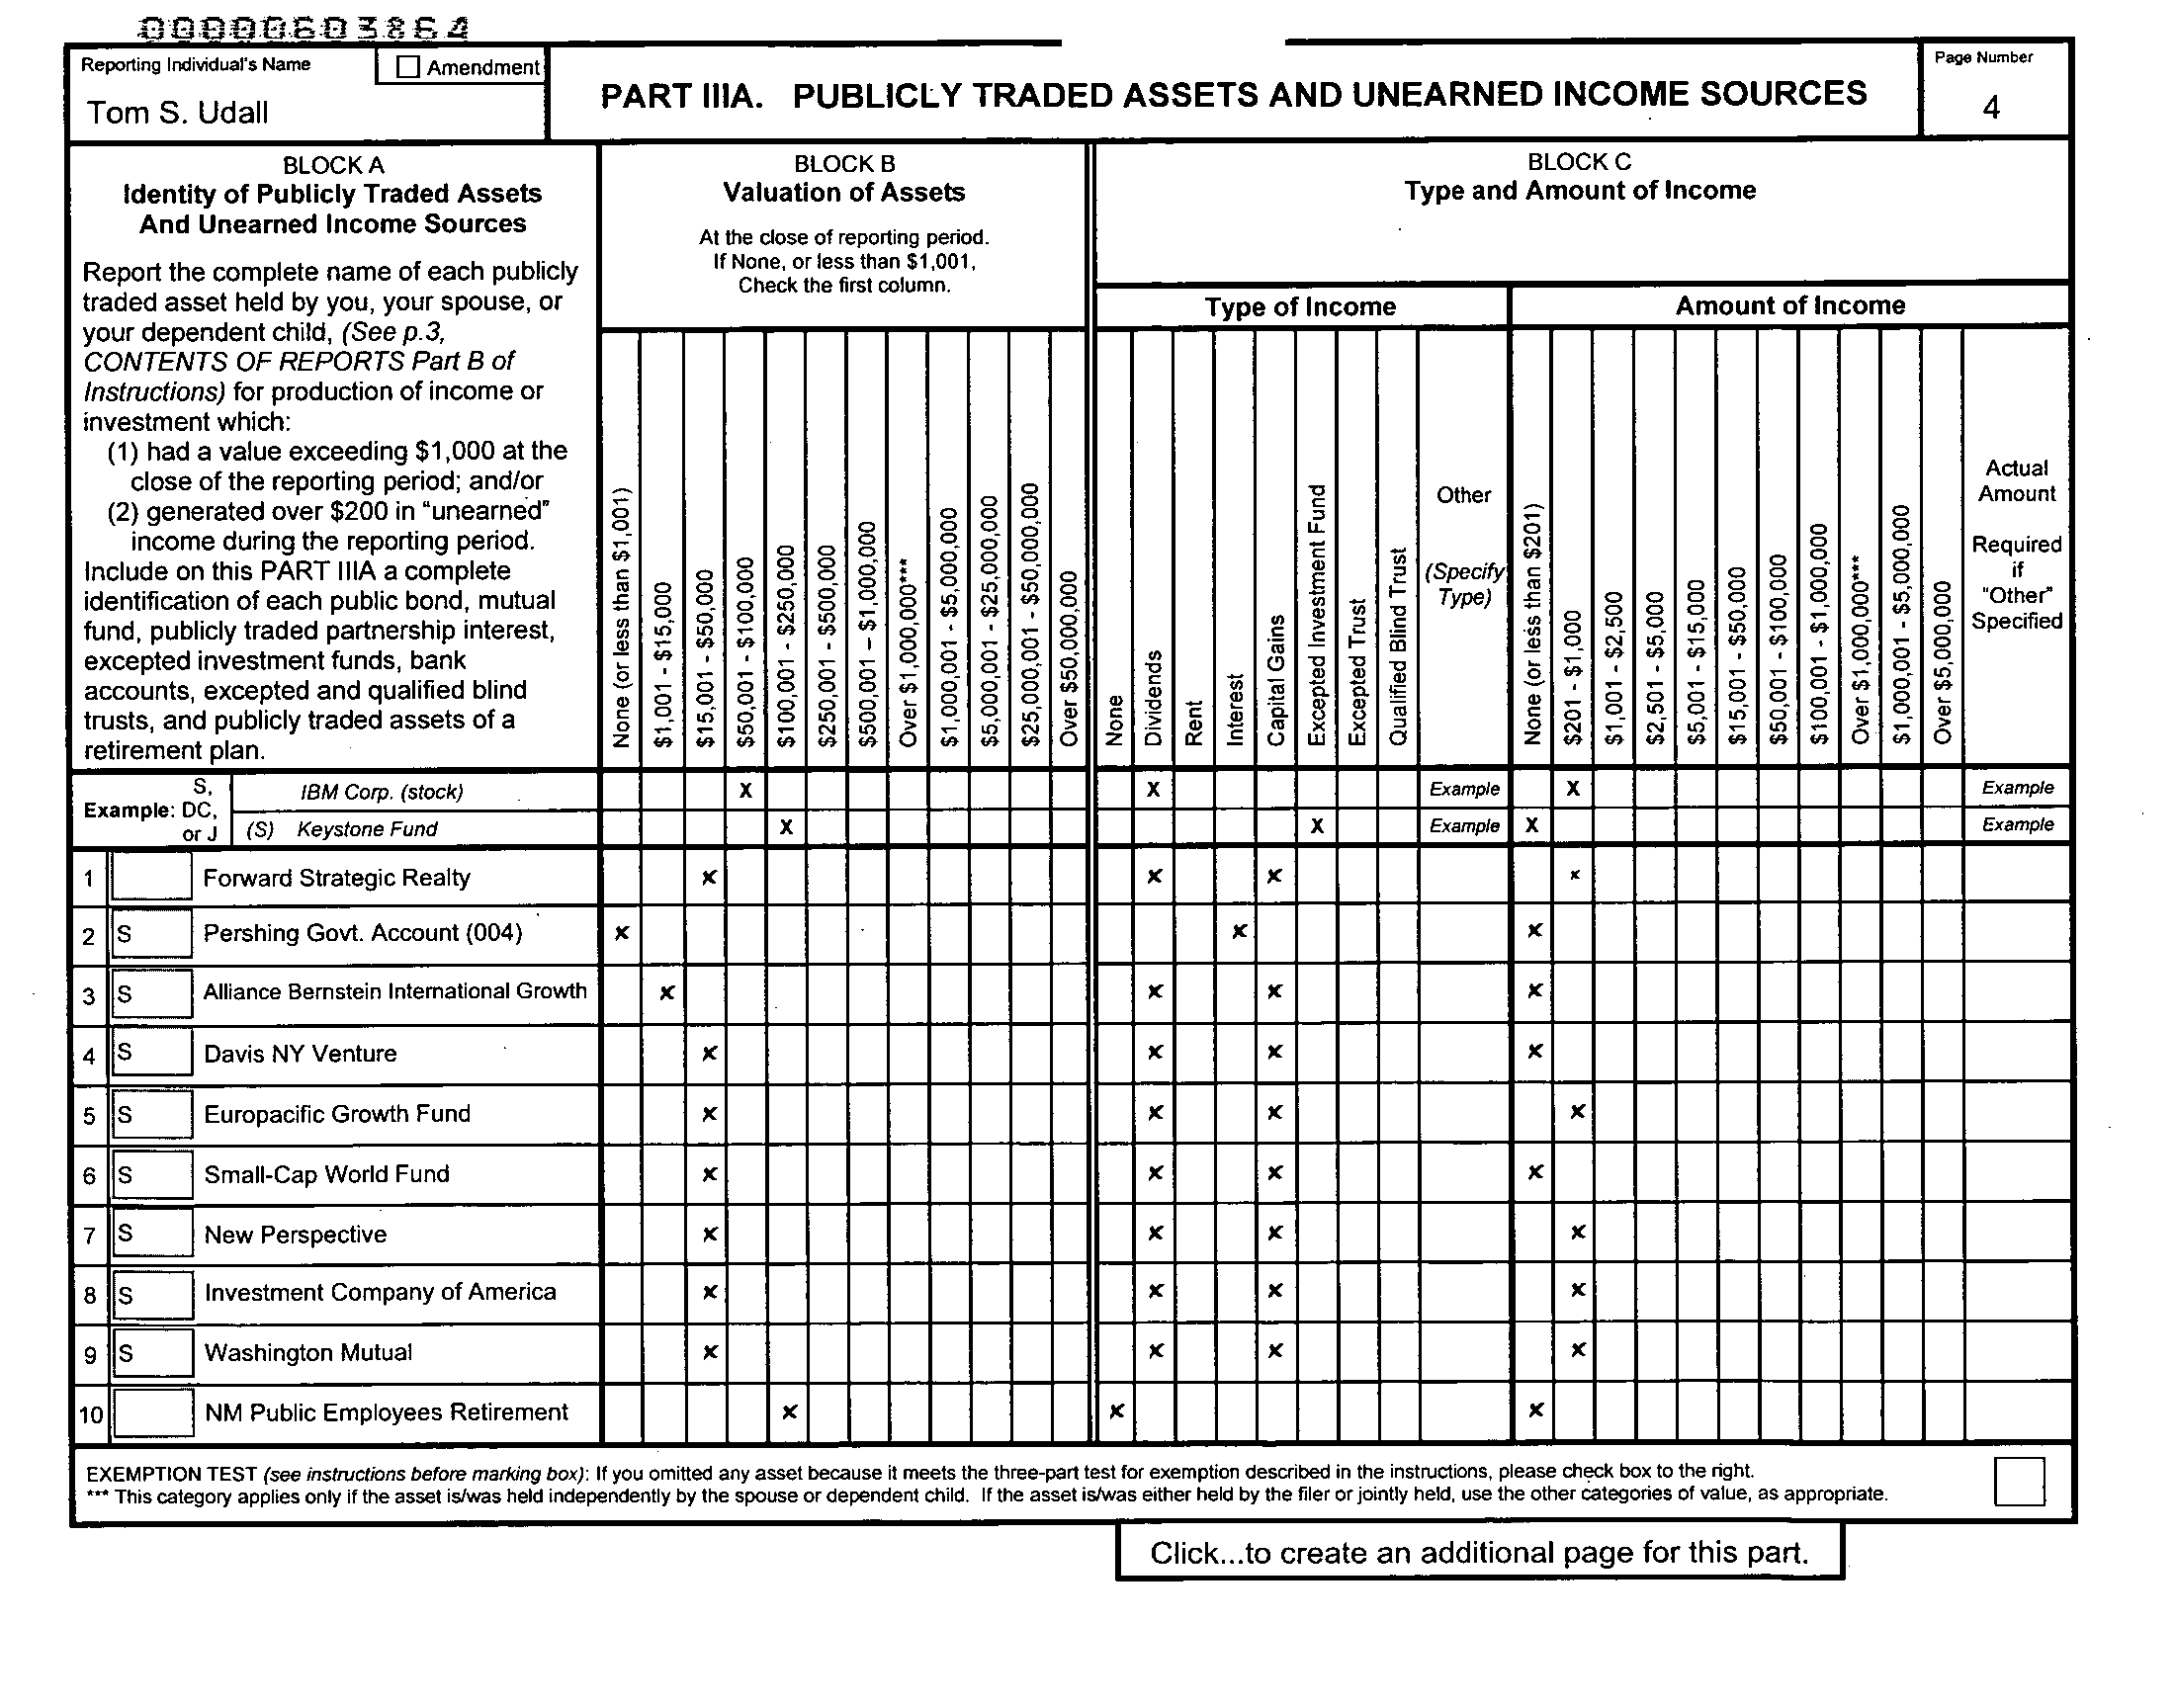 00000603864
Reporting Individual's Name
Amendment
Tom S. Udall
PART IIIA. PUBLICLY TRADED ASSETS AND UNEARNED INCOME SOURCES
Page Number
4
BLOCK A
Identity of Publicly Traded Assets
And Unearned Income Sources
Report the complete name of each publicly
traded asset held by you, your spouse, or
your dependent child, (See p.3,
CONTENTS OF REPORTS Part B of
Instructions) for production of income or
investment which:
(1) had a value exceeding $1,000 at the
close of the reporting period; and/or
(2) generated over $200 in "unearned"
income during the reporting period.
Include on this PART IIIA a complete
identification of each public bond, mutual
fund, publicly traded partnership interest,
excepted investment funds, bank
accounts, excepted and qualified blind
trusts, and publicly traded assets of a
retirement plan.
BLOCK B
Valuation of Assets
At the close of reporting period.
If None, or less than $1,001,
Check the first column.
None (or less than $1,001)
$1,001 - $15,000
$15,001 - $50,000
$50,001 - $100,000
$100,001 - $250,000
$250,001 - $500,000
$500,001 – $1,000,000
Over $1,000,000***
$1,000,001 - $5,000,000
$5,000,001 - $25,000,000
$25,000,001 - $50,000,000
Over $50,000,000
BLOCK C
Type and Amount of Income
Type of Income
None
Dividends
Rent
Interest
Capital Gains
Excepted Investment Fund
Excepted Trust
Qualified Blind Trust
Other
(Specify
Type)
Amount of Income
None (or less than $201)
$201 - $1,000
$1,001 - $2,500
$2,501 - $5,000
$5,001 - $15,000
$15,001 - $50,000
$50,001 - $100,000
$100,001 - $1,000,000
Over $1,000,000***
$1,000,001 - $5,000,000
Over $5,000,000
Actual
Amount
Required
if
"Other"
Specified
Example: S, DC, or J
IBM Corp. (stock) X X Example X Example
(S) Keystone Fund X X Example X Example
1 Forward Strategic Realty x x x x
2 S Pershing Govt. Account (004) x x x
3 S Alliance Bernstein International Growth x x x x
4 S Davis NY Venture x x x x
5 S Europacific Growth Fund x x x x
6 S Small-Cap World Fund x x x x
7 S New Perspective x x x x
8 S Investment Company of America x x x x
9 S Washington Mutual x x x x
10 NM Public Employees Retirement x x x
EXEMPTION TEST (see instructions before marking box): If you omitted any asset because it meets the three-part test for exemption described in the instructions, please check box to the right.
*** This category applies only if the asset is/was held independently by the spouse or dependent child. If the asset is/was either held by the filer or jointly held, use the other categories of value, as appropriate.
Click...to create an additional page for this part.